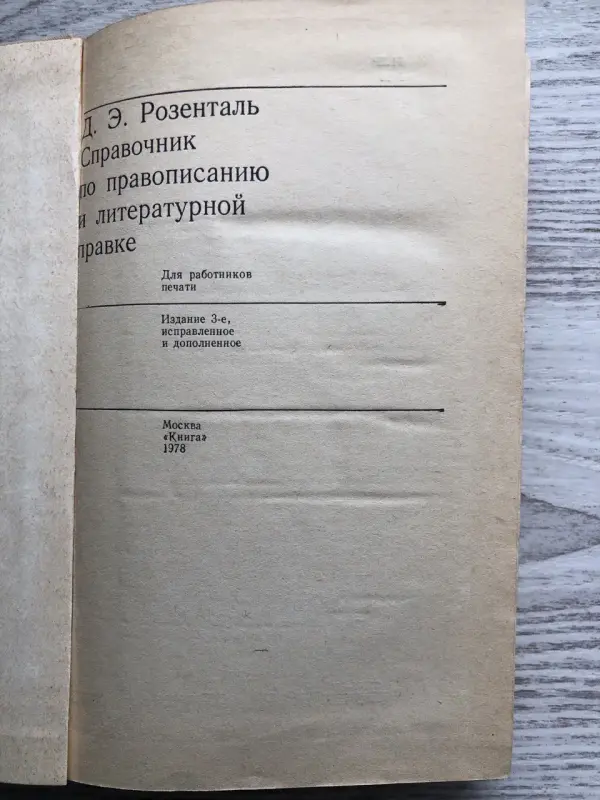 Д. Э. Розенталь
Справочник
по правописанию
и литературной
правке
Для работников
печати
Издание 3-е,
исправленное
и дополненное
Москва
«Книга»
1978